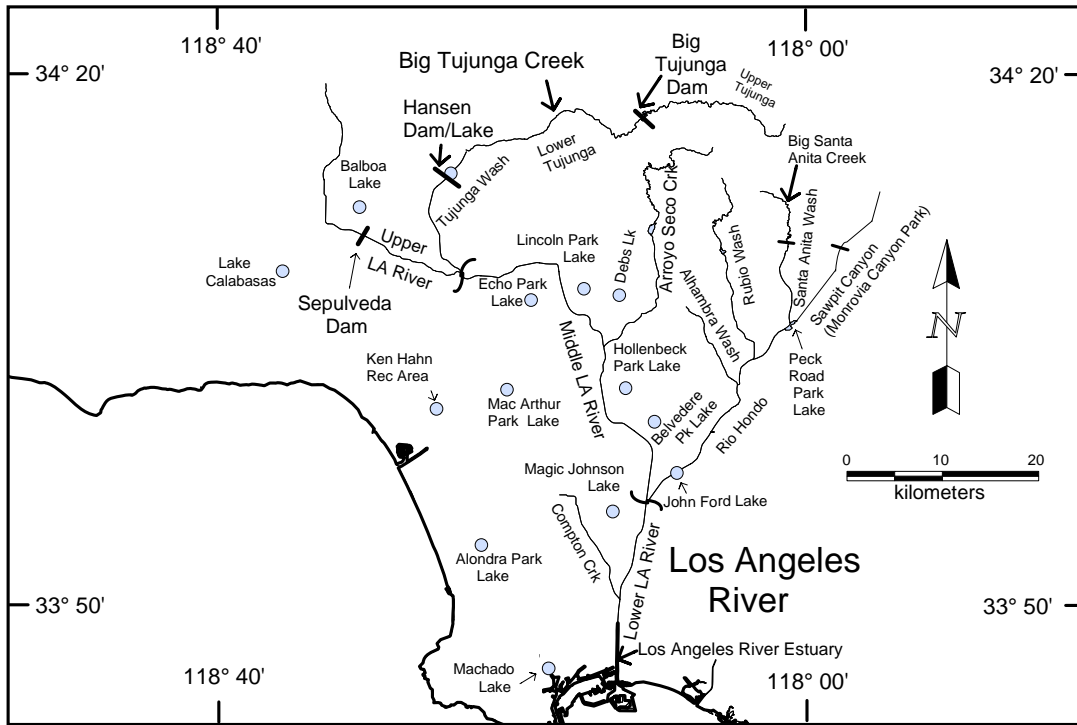 118° 40'
118° 00'
34° 20'
34° 20'
Big Tujunga Creek
Big
Tujunga
Dam
Upper
Tujunga
Hansen
Dam/Lake
Lower
Tujunga
Big Santa
Anita Creek
Balboa
Lake
Tujunga Wash
Arroyo Seco Crk
Rubio Wash
Santa Anita Wash
Sawpit Canyon
(Monrovia Canyon Park)
Upper
LA River
Lake
Calabasas
Sepulveda
Dam
Lincoln Park
Lake
Debs Lk
Echo Park
Lake
Alhambra Wash
N
Middle LA River
Hollenbeck
Park Lake
Peck
Road
Park
Lake
Ken Hahn
Rec Area
Mac Arthur
Park Lake
Belvedere
Pk Lake
Rio Hondo
0 10 20
kilometers
Magic Johnson
Lake
John Ford Lake
Compton Crk
Lower LA River
Alondra Park
Lake
Los Angeles
River
33° 50'
33° 50'
Los Angeles River Estuary
Machado
Lake
118° 40'
118° 00'